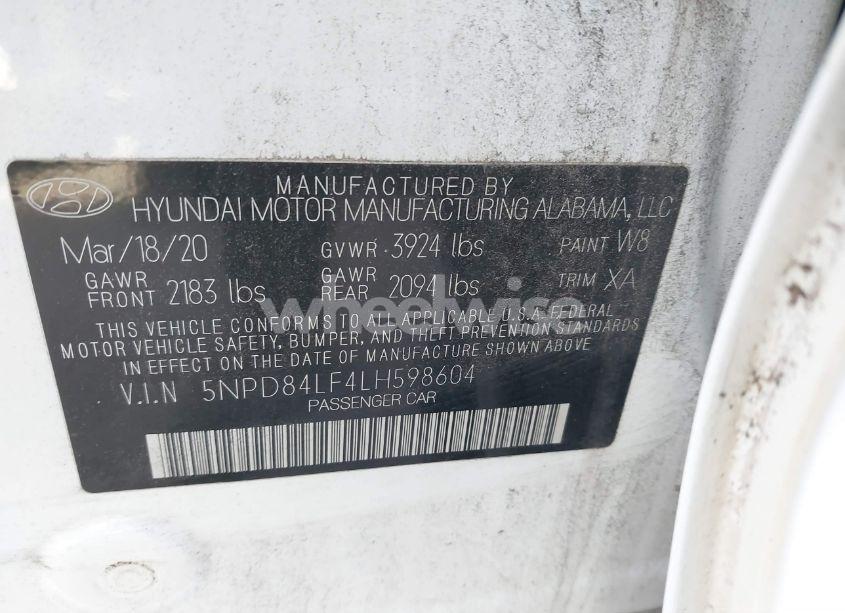 MANUFACTURED BY
HYUNDAI MOTOR MANUFACTURING ALABAMA, LLC
Mar/18/20 GVWR 3924 lbs PAINT W8
GAWR FRONT 2183 lbs GAWR REAR 2094 lbs TRIM XA
wheelwise
THIS VEHICLE CONFORMS TO ALL APPLICABLE U.S.A. FEDERAL
MOTOR VEHICLE SAFETY, BUMPER, AND THEFT PREVENTION STANDARDS
IN EFFECT ON THE DATE OF MANUFACTURE SHOWN ABOVE
V.I.N 5NPD84LF4LH598604
PASSENGER CAR